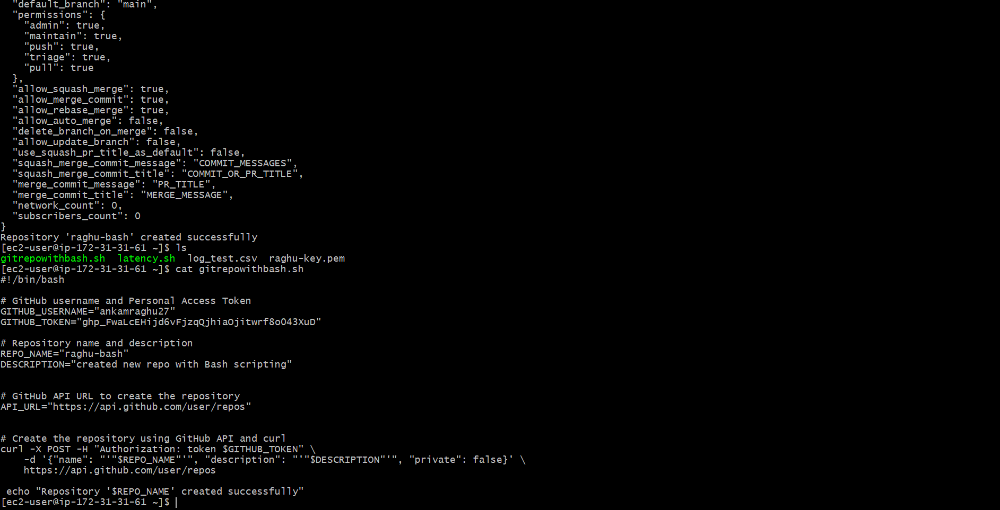 "default_branch": "main",
"permissions": {
"admin": true,
"maintain": true,
"push": true,
"triage": true,
"pull": true
},
"allow_squash_merge": true,
"allow_merge_commit": true,
"allow_rebase_merge": true,
"allow_auto_merge": false,
"delete_branch_on_merge": false,
"allow_update_branch": false,
"use_squash_pr_title_as_default": false,
"squash_merge_commit_message": "COMMIT_MESSAGES",
"squash_merge_commit_title": "COMMIT_OR_PR_TITLE",
"merge_commit_message": "PR_TITLE",
"merge_commit_title": "MERGE_MESSAGE",
"network_count": 0,
"subscribers_count": 0
}
Repository 'raghu-bash' created successfully
[ec2-user@ip-172-31-31-61 ~]$ ls
gitrepowithbash.sh latency.sh log_test.csv raghu-key.pem
[ec2-user@ip-172-31-31-61 ~]$ cat gitrepowithbash.sh
#!/bin/bash
# GitHub username and Personal Access Token
GITHUB_USERNAME="ankamraghu27"
GITHUB_TOKEN=
# Repository name and description
REPO_NAME="raghu-bash"
DESCRIPTION="created new repo with Bash scripting"
# GitHub API URL to create the repository
API_URL="https://api.github.com/user/repos"
# Create the repository using GitHub API and curl
curl -X POST -H "Authorization: token $GITHUB_TOKEN" \
-d '{"name": "'"$REPO_NAME"'", "description": "'"$DESCRIPTION"'", "private": false}' \
https://api.github.com/user/repos
echo "Repository '$REPO_NAME' created successfully"
[ec2-user@ip-172-31-31-61 ~]$